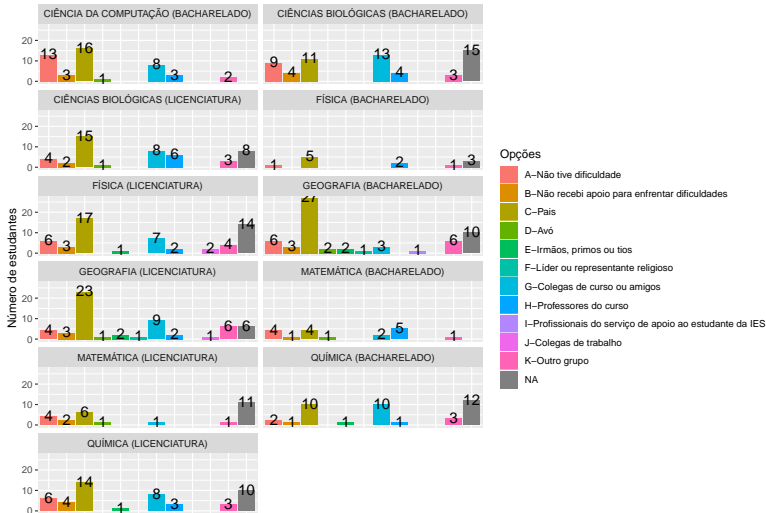 CIÊNCIA DA COMPUTAÇÃO (BACHARELADO)
CIÊNCIAS BIOLÓGICAS (BACHARELADO)
20
10
0
13 3 16 1 8 3 2
9 4 11 13 4 3 15
CIÊNCIAS BIOLÓGICAS (LICENCIATURA)
FÍSICA (BACHARELADO)
20
10
0
4 2 15 1 8 6 3 8
1 5 2 1 3
FÍSICA (LICENCIATURA)
GEOGRAFIA (BACHARELADO)
20
10
0
6 3 17 1 7 2 2 4 14
6 3 27 2 2 1 3 1 6 10
GEOGRAFIA (LICENCIATURA)
MATEMÁTICA (BACHARELADO)
20
10
0
4 3 23 1 2 1 9 2 1 6 6
4 1 4 1 2 5 1
MATEMÁTICA (LICENCIATURA)
QUÍMICA (BACHARELADO)
20
10
0
4 2 6 1 1 1 11
2 1 10 1 10 1 3 12
QUÍMICA (LICENCIATURA)
20
10
0
6 4 14 1 8 3 3 10
Número de estudantes
Opções
A−Não tive dificuldade
B−Não recebi apoio para enfrentar dificuldades
C−Pais
D−Avó
E−Irmãos, primos ou tios
F−Líder ou representante religioso
G−Colegas de curso ou amigos
H−Professores do curso
I−Profissionais do serviço de apoio ao estudante da IES
J−Colegas de trabalho
K−Outro grupo
NA